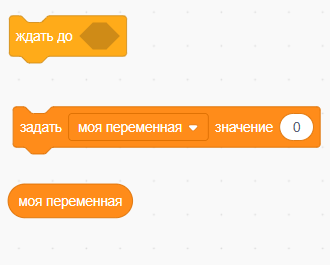 ждать до
задать моя переменная значение 0
моя переменная